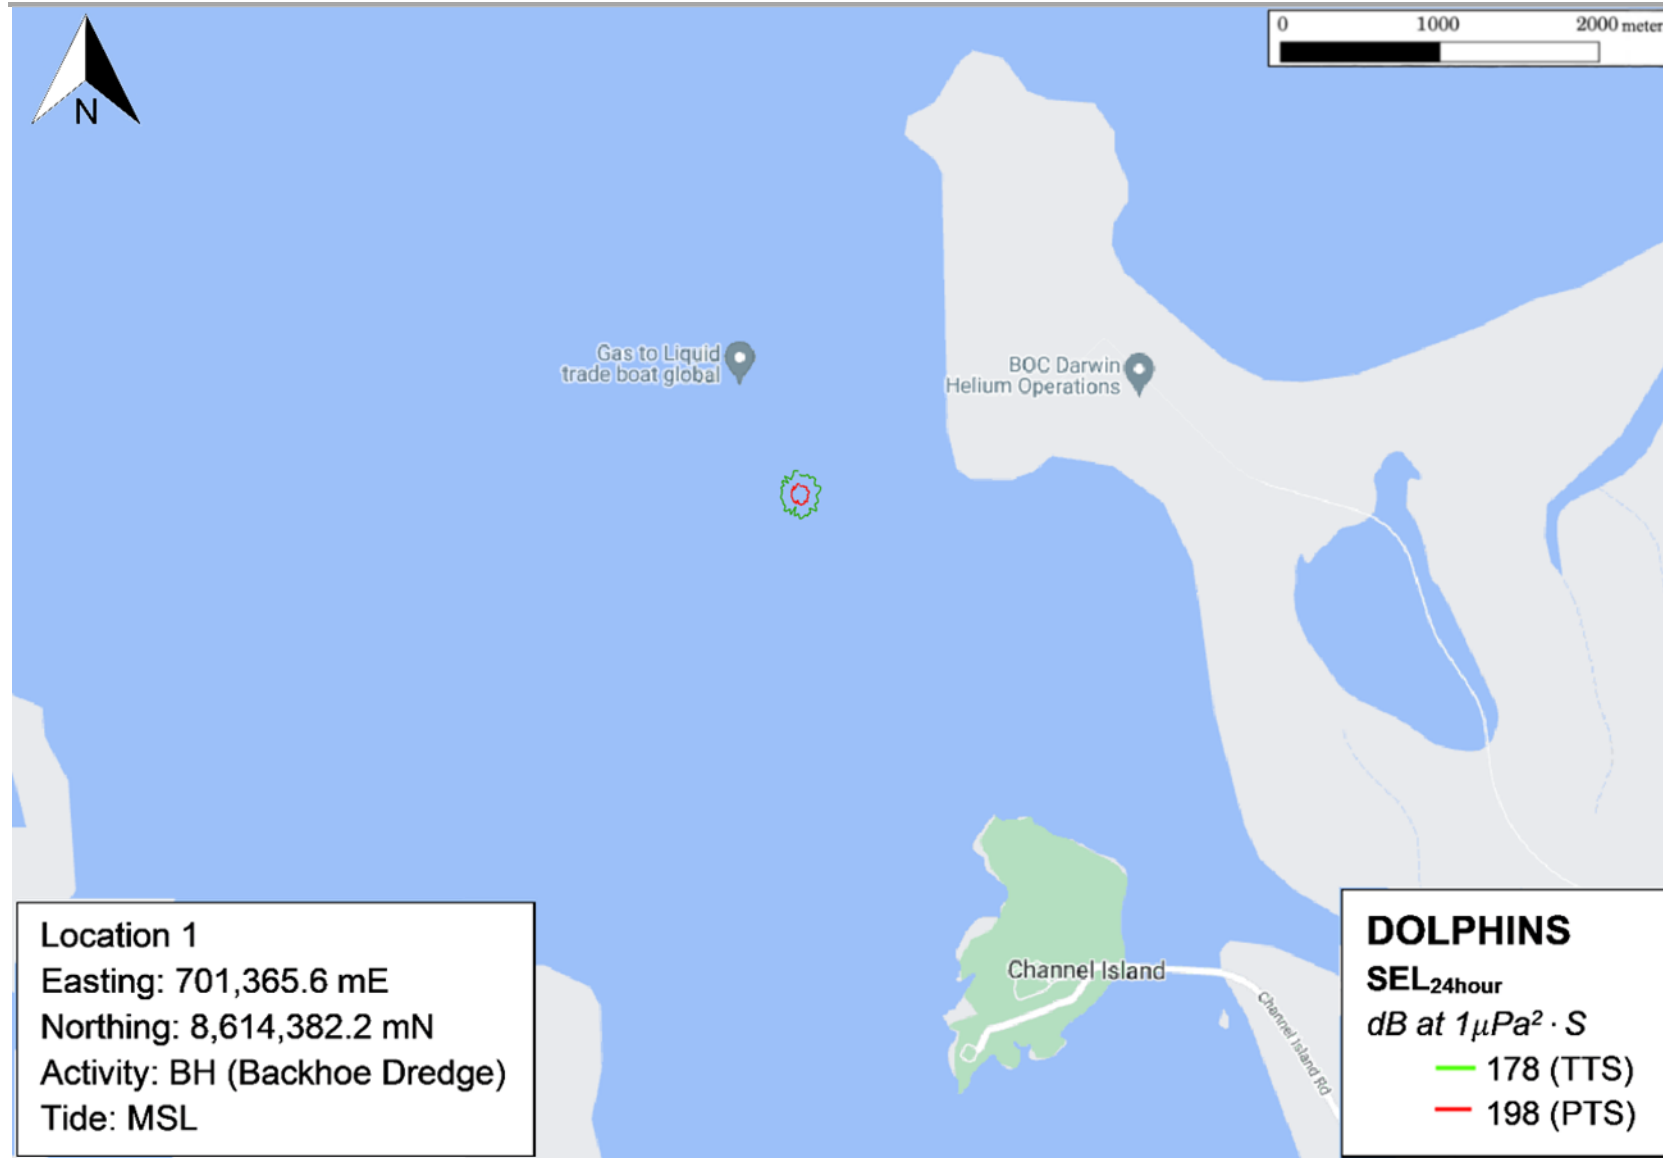 0 1000 2000 meter
N
Gas to Liquid
trade boat global
BOC Darwin
Helium Operations
Channel Island
Channel Island Rd
Location 1
Easting: 701,365.6 mE
Northing: 8,614,382.2 mN
Activity: BH (Backhoe Dredge)
Tide: MSL
DOLPHINS
SEL24hour
dB at 1μPa² · S
178 (TTS)
198 (PTS)